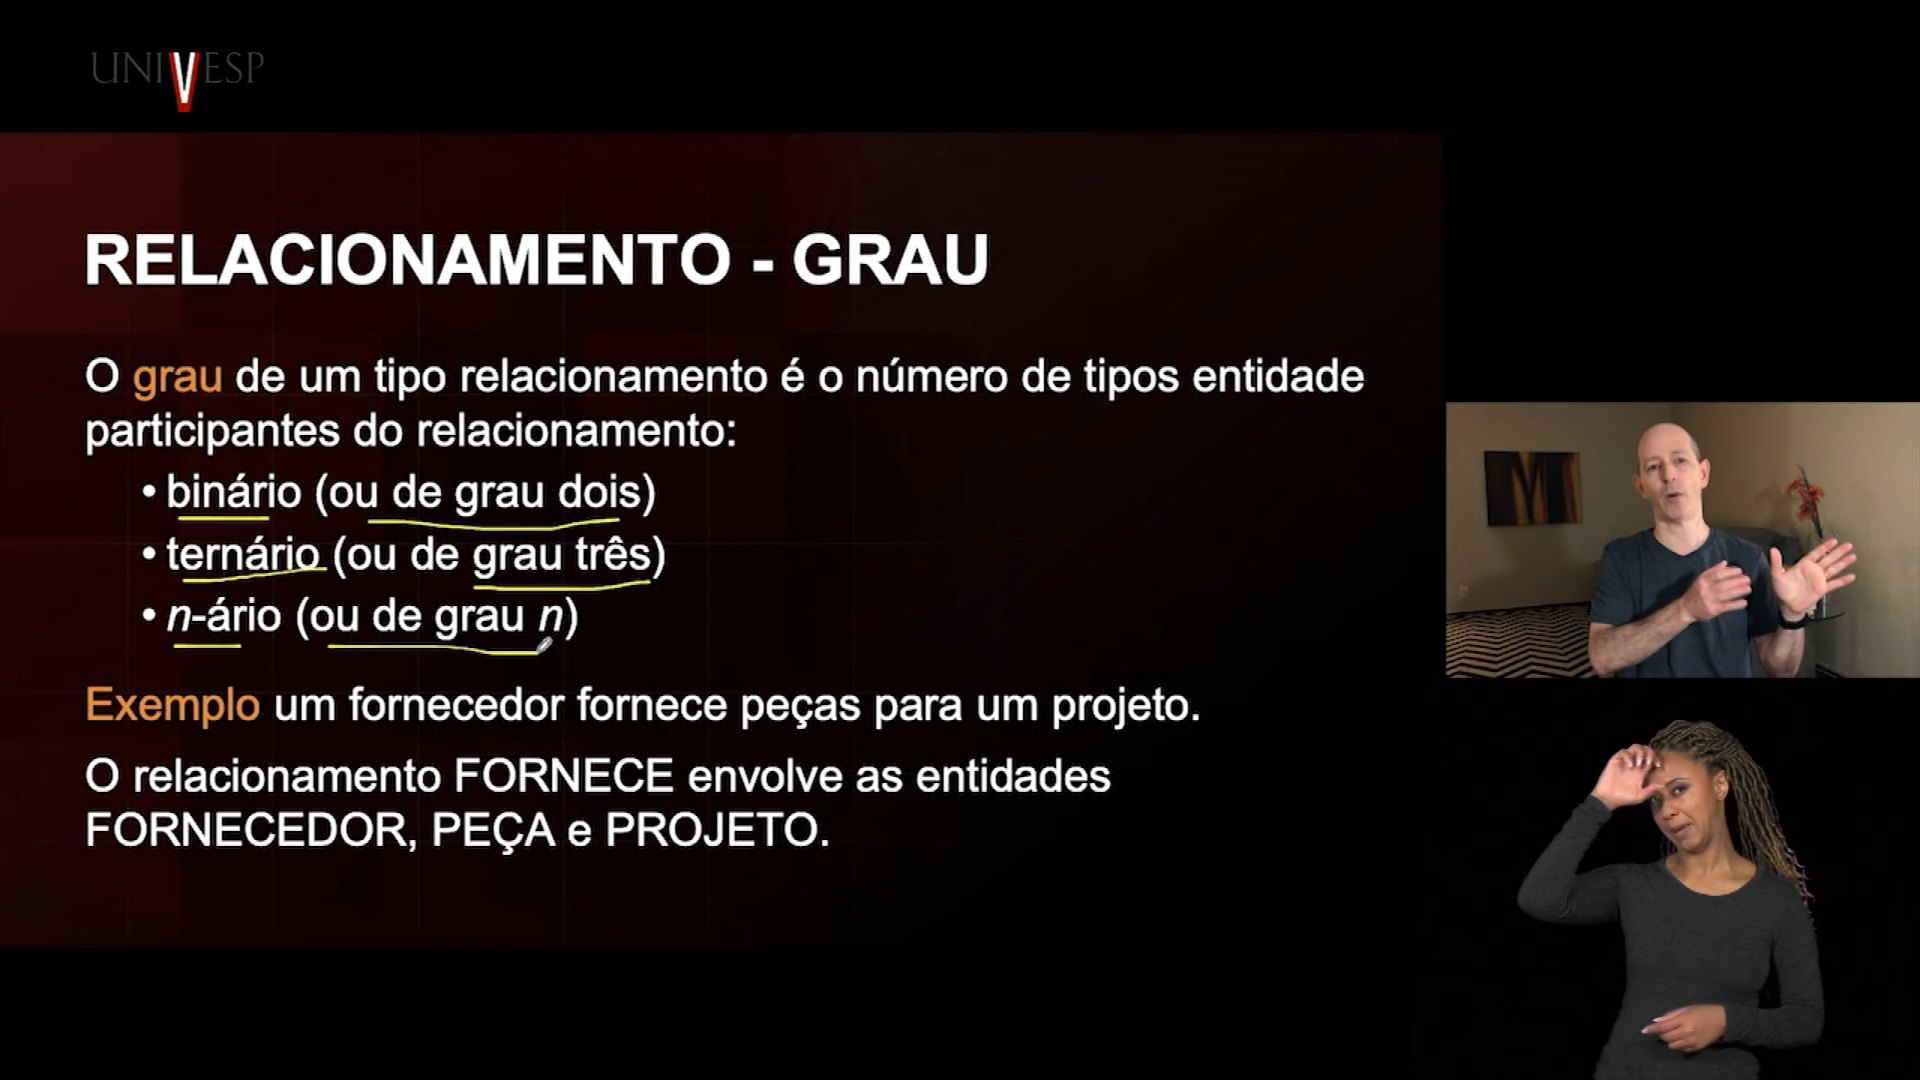 UNIVESP
RELACIONAMENTO - GRAU
O grau de um tipo relacionamento é o número de tipos entidade
participantes do relacionamento:
• binário (ou de grau dois)
• ternário (ou de grau três)
• n-ário (ou de grau n)
Exemplo um fornecedor fornece peças para um projeto.
O relacionamento FORNECE envolve as entidades
FORNECEDOR, PEÇA e PROJETO.